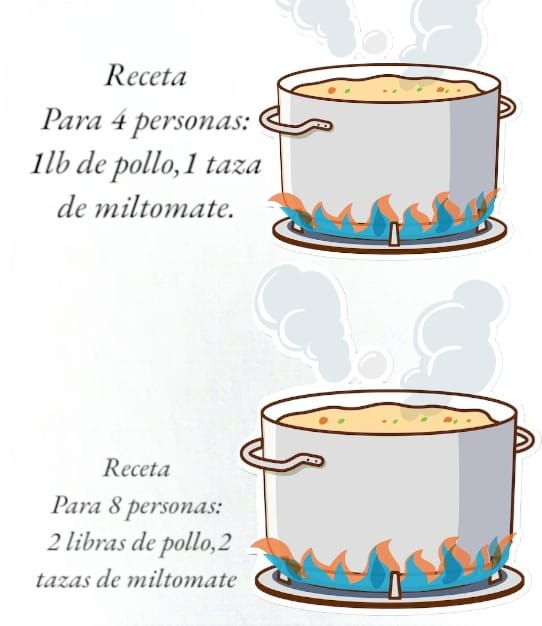 Receta
Para 4 personas:
1lb de pollo,1 taza
de miltomate.
Receta
Para 8 personas:
2 libras de pollo,2
tazas de miltomate